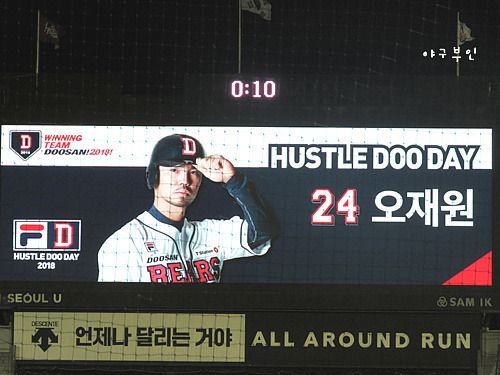 야구부인
0:10
D
2018
WINNING
TEAM
DOOSAN!2018!
D
HUSTLE DOO DAY
24 오재원
F D
HUSTLE DOO DAY
2018
DOOSAN
BEARS
SEOUL U
SAM IK
DESCENTE
언제나 달리는 거야
ALL AROUND RUN